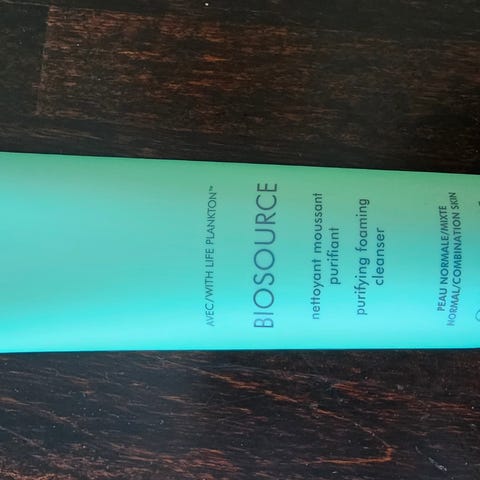 AVEC/WITH LIFE PLANKTON™
BIOSOURCE
nettoyant moussant
purifiant
purifying foaming
cleanser
PEAU NORMALE/MIXTE
NORMAL/COMBINATION SKIN